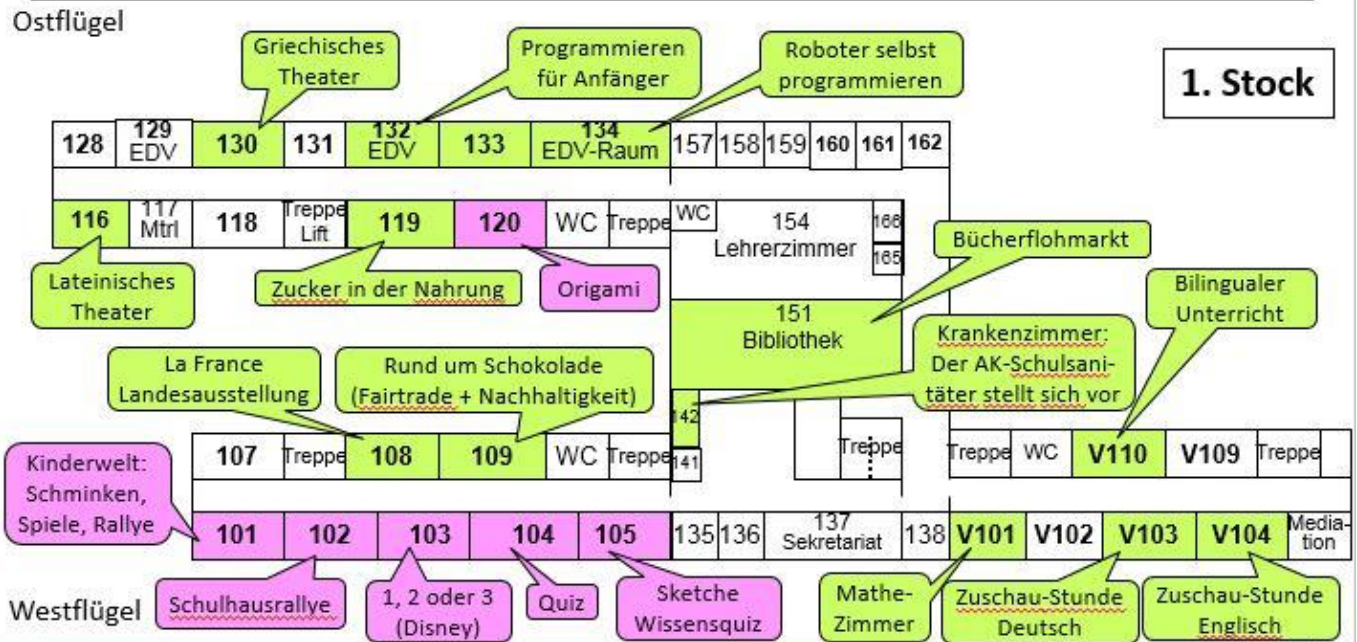 Ostflügel
Griechisches
Theater
Programmieren
für Anfänger
Roboter selbst
programmieren
1. Stock
128
129
EDV
130
131
132
EDV
133
134
EDV-Raum
157
158
159
160
161
162
116
117
Mtrl
118
Treppe
Lift
119
120
WC
Treppe
WC
154
Lehrerzimmer
166
165
Lateinisches
Theater
Zucker in der Nahrung
Origami
Bücherflohmarkt
151
Bibliothek
Bilingualer
Unterricht
Krankenzimmer:
Der AK-Schulsani-
täter stellt sich vor
La France
Landesausstellung
Rund um Schokolade
(Fairtrade + Nachhaltigkeit)
142
141
107
Treppe
108
109
WC
Treppe
Treppe
Treppe
WC
V110
V109
Treppe
Kinderwelt:
Schminken,
Spiele, Rallye
101
102
103
104
105
135
136
137
Sekretariat
138
V101
V102
V103
V104
Media-
tion
Westflügel
Schulhausrallye
1, 2 oder 3
(Disney)
Quiz
Sketche
Wissensquiz
Mathe-
Zimmer
Zuschau-Stunde
Deutsch
Zuschau-Stunde
Englisch